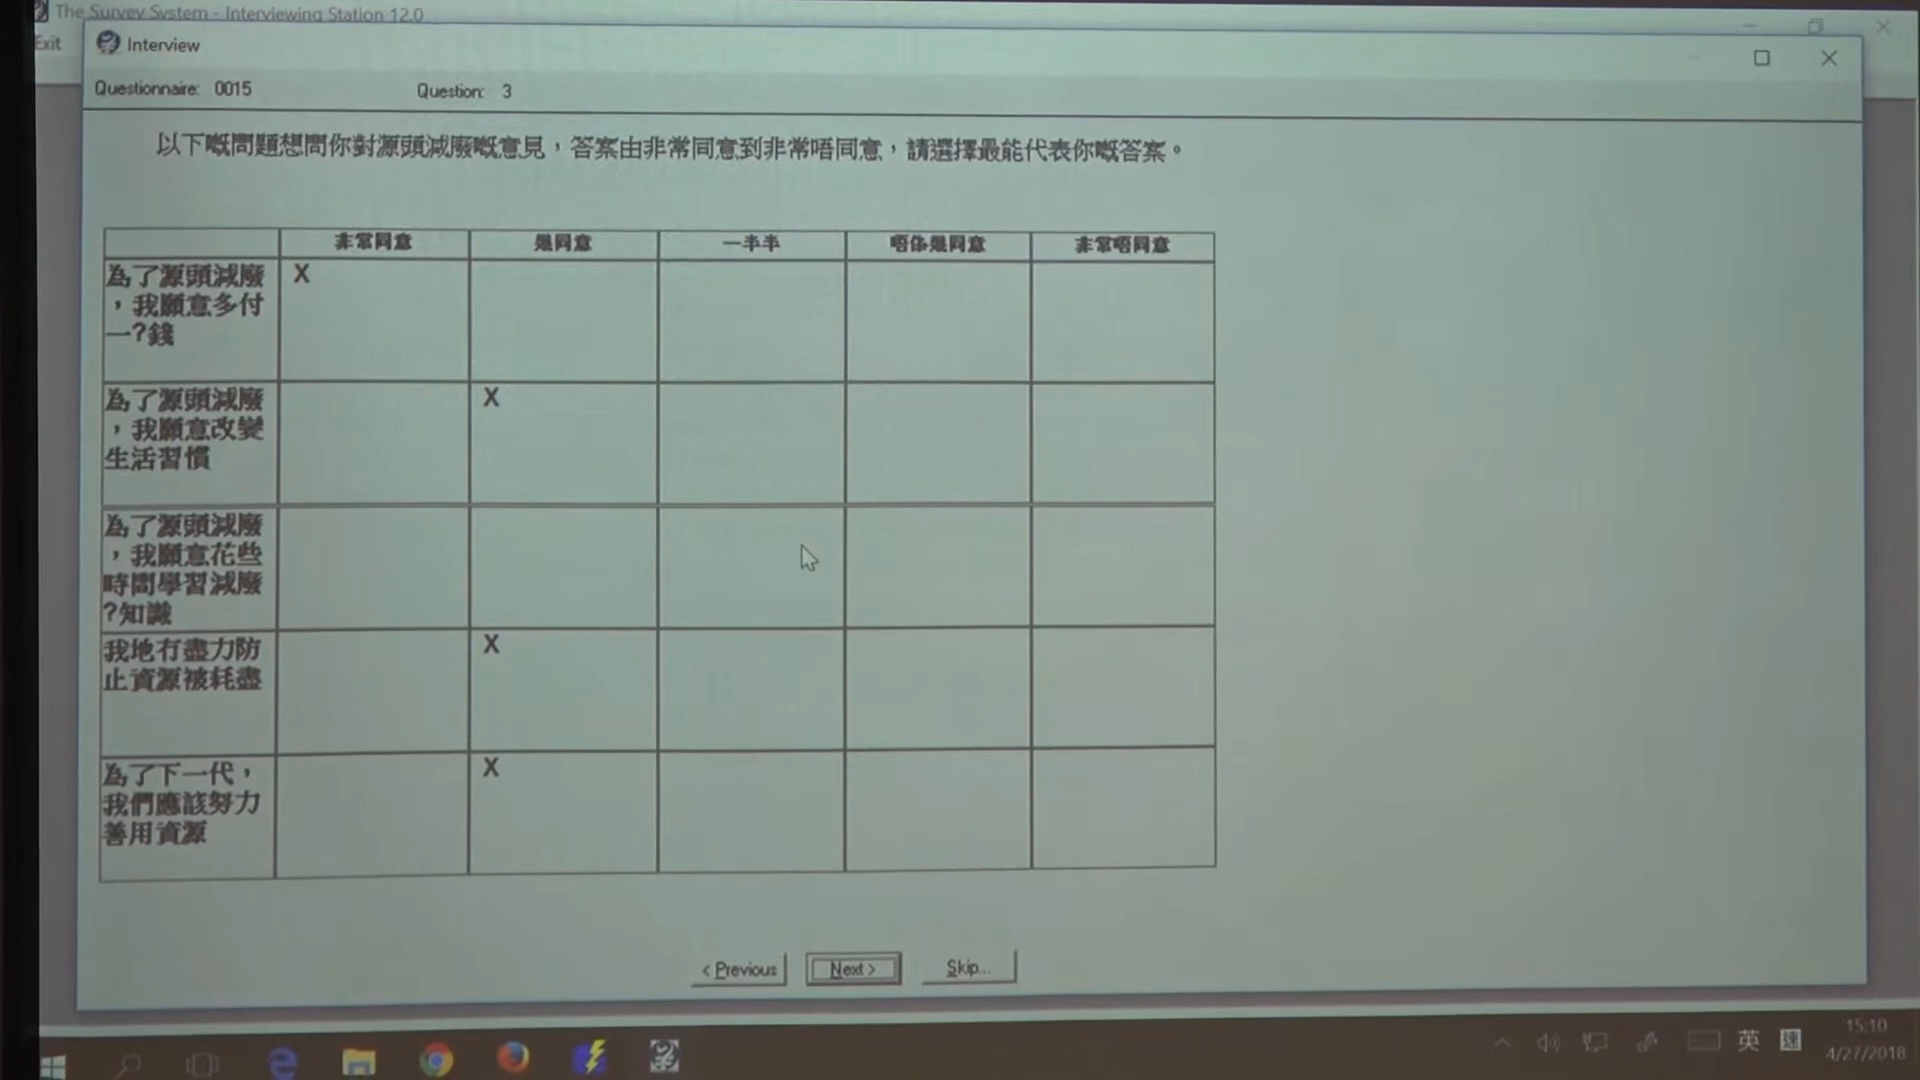 The Survey System - Interviewing Station 12.0
Exit
Interview
Questionnaire: 0015 Question: 3
以下嘅問題想問你對源頭減廢嘅意見，答案由非常同意到非常唔同意，請選擇最能代表你嘅答案。
非常同意 幾同意 一半半 唔係幾同意 非常唔同意
為了源頭減廢 X
，我願意多付
一?錢
為了源頭減廢 X
，我願意改變
生活習慣
為了源頭減廢
，我願意花些
時間學習減廢
?知識
我地冇盡力防 X
止資源被耗盡
為了下一代， X
我們應該努力
善用資源
< Previous Next > Skip...
英 速
15:10
4/27/2018